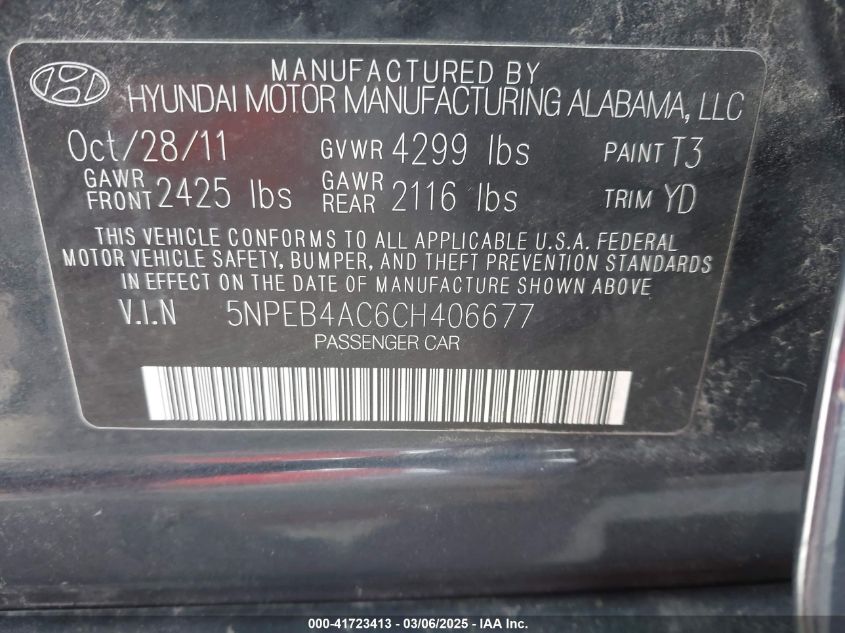 MANUFACTURED BY
HYUNDAI MOTOR MANUFACTURING ALABAMA, LLC
Oct/28/11 GVWR 4299 lbs PAINT T3
GAWR FRONT 2425 lbs GAWR REAR 2116 lbs TRIM YD
THIS VEHICLE CONFORMS TO ALL APPLICABLE U.S.A. FEDERAL
MOTOR VEHICLE SAFETY, BUMPER, AND THEFT PREVENTION STANDARDS
IN EFFECT ON THE DATE OF MANUFACTURE SHOWN ABOVE
V.I.N 5NPEB4AC6CH406677
PASSENGER CAR
000-41723413 - 03/06/2025 - IAA Inc.